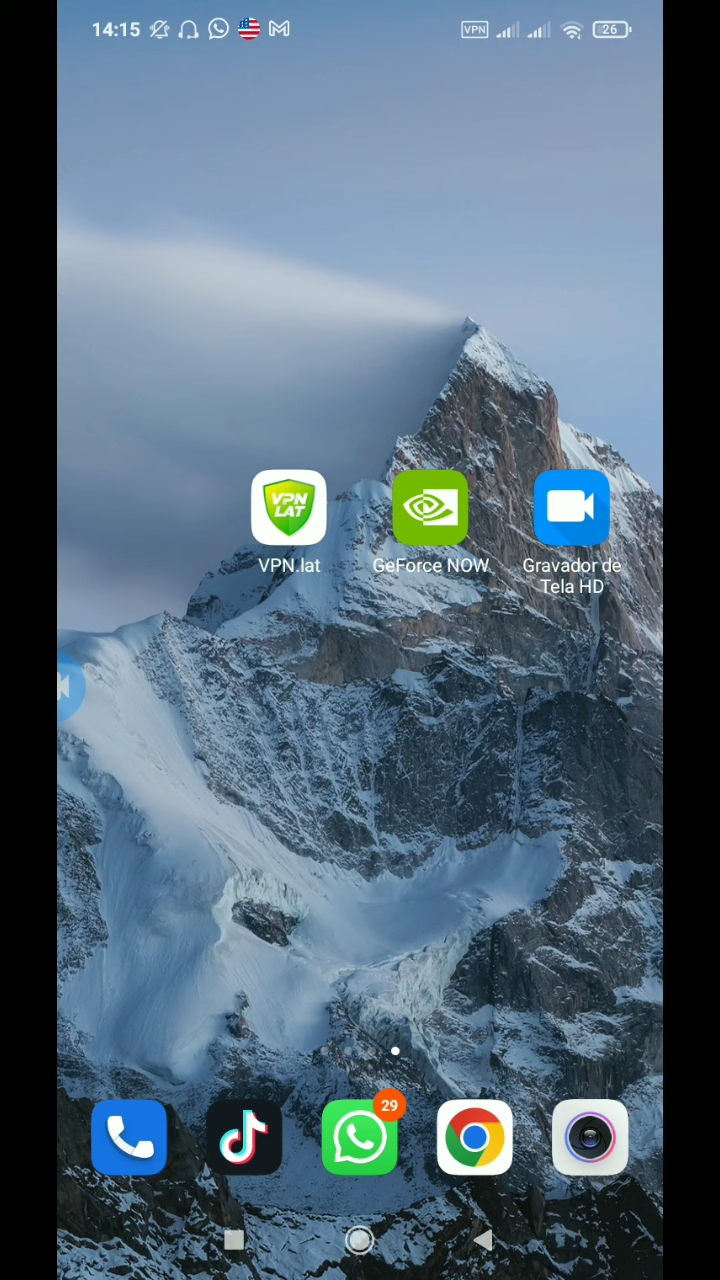 14:15
VPN
26
VPN
LAT
VPN.lat
GeForce NOW
Gravador de
Tela HD
29